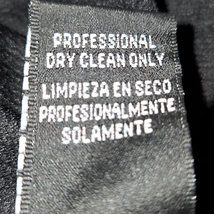 PROFESSIONAL
DRY CLEAN ONLY
LIMPIEZA EN SECO
PROFESIONALMENTE
SOLAMENTE